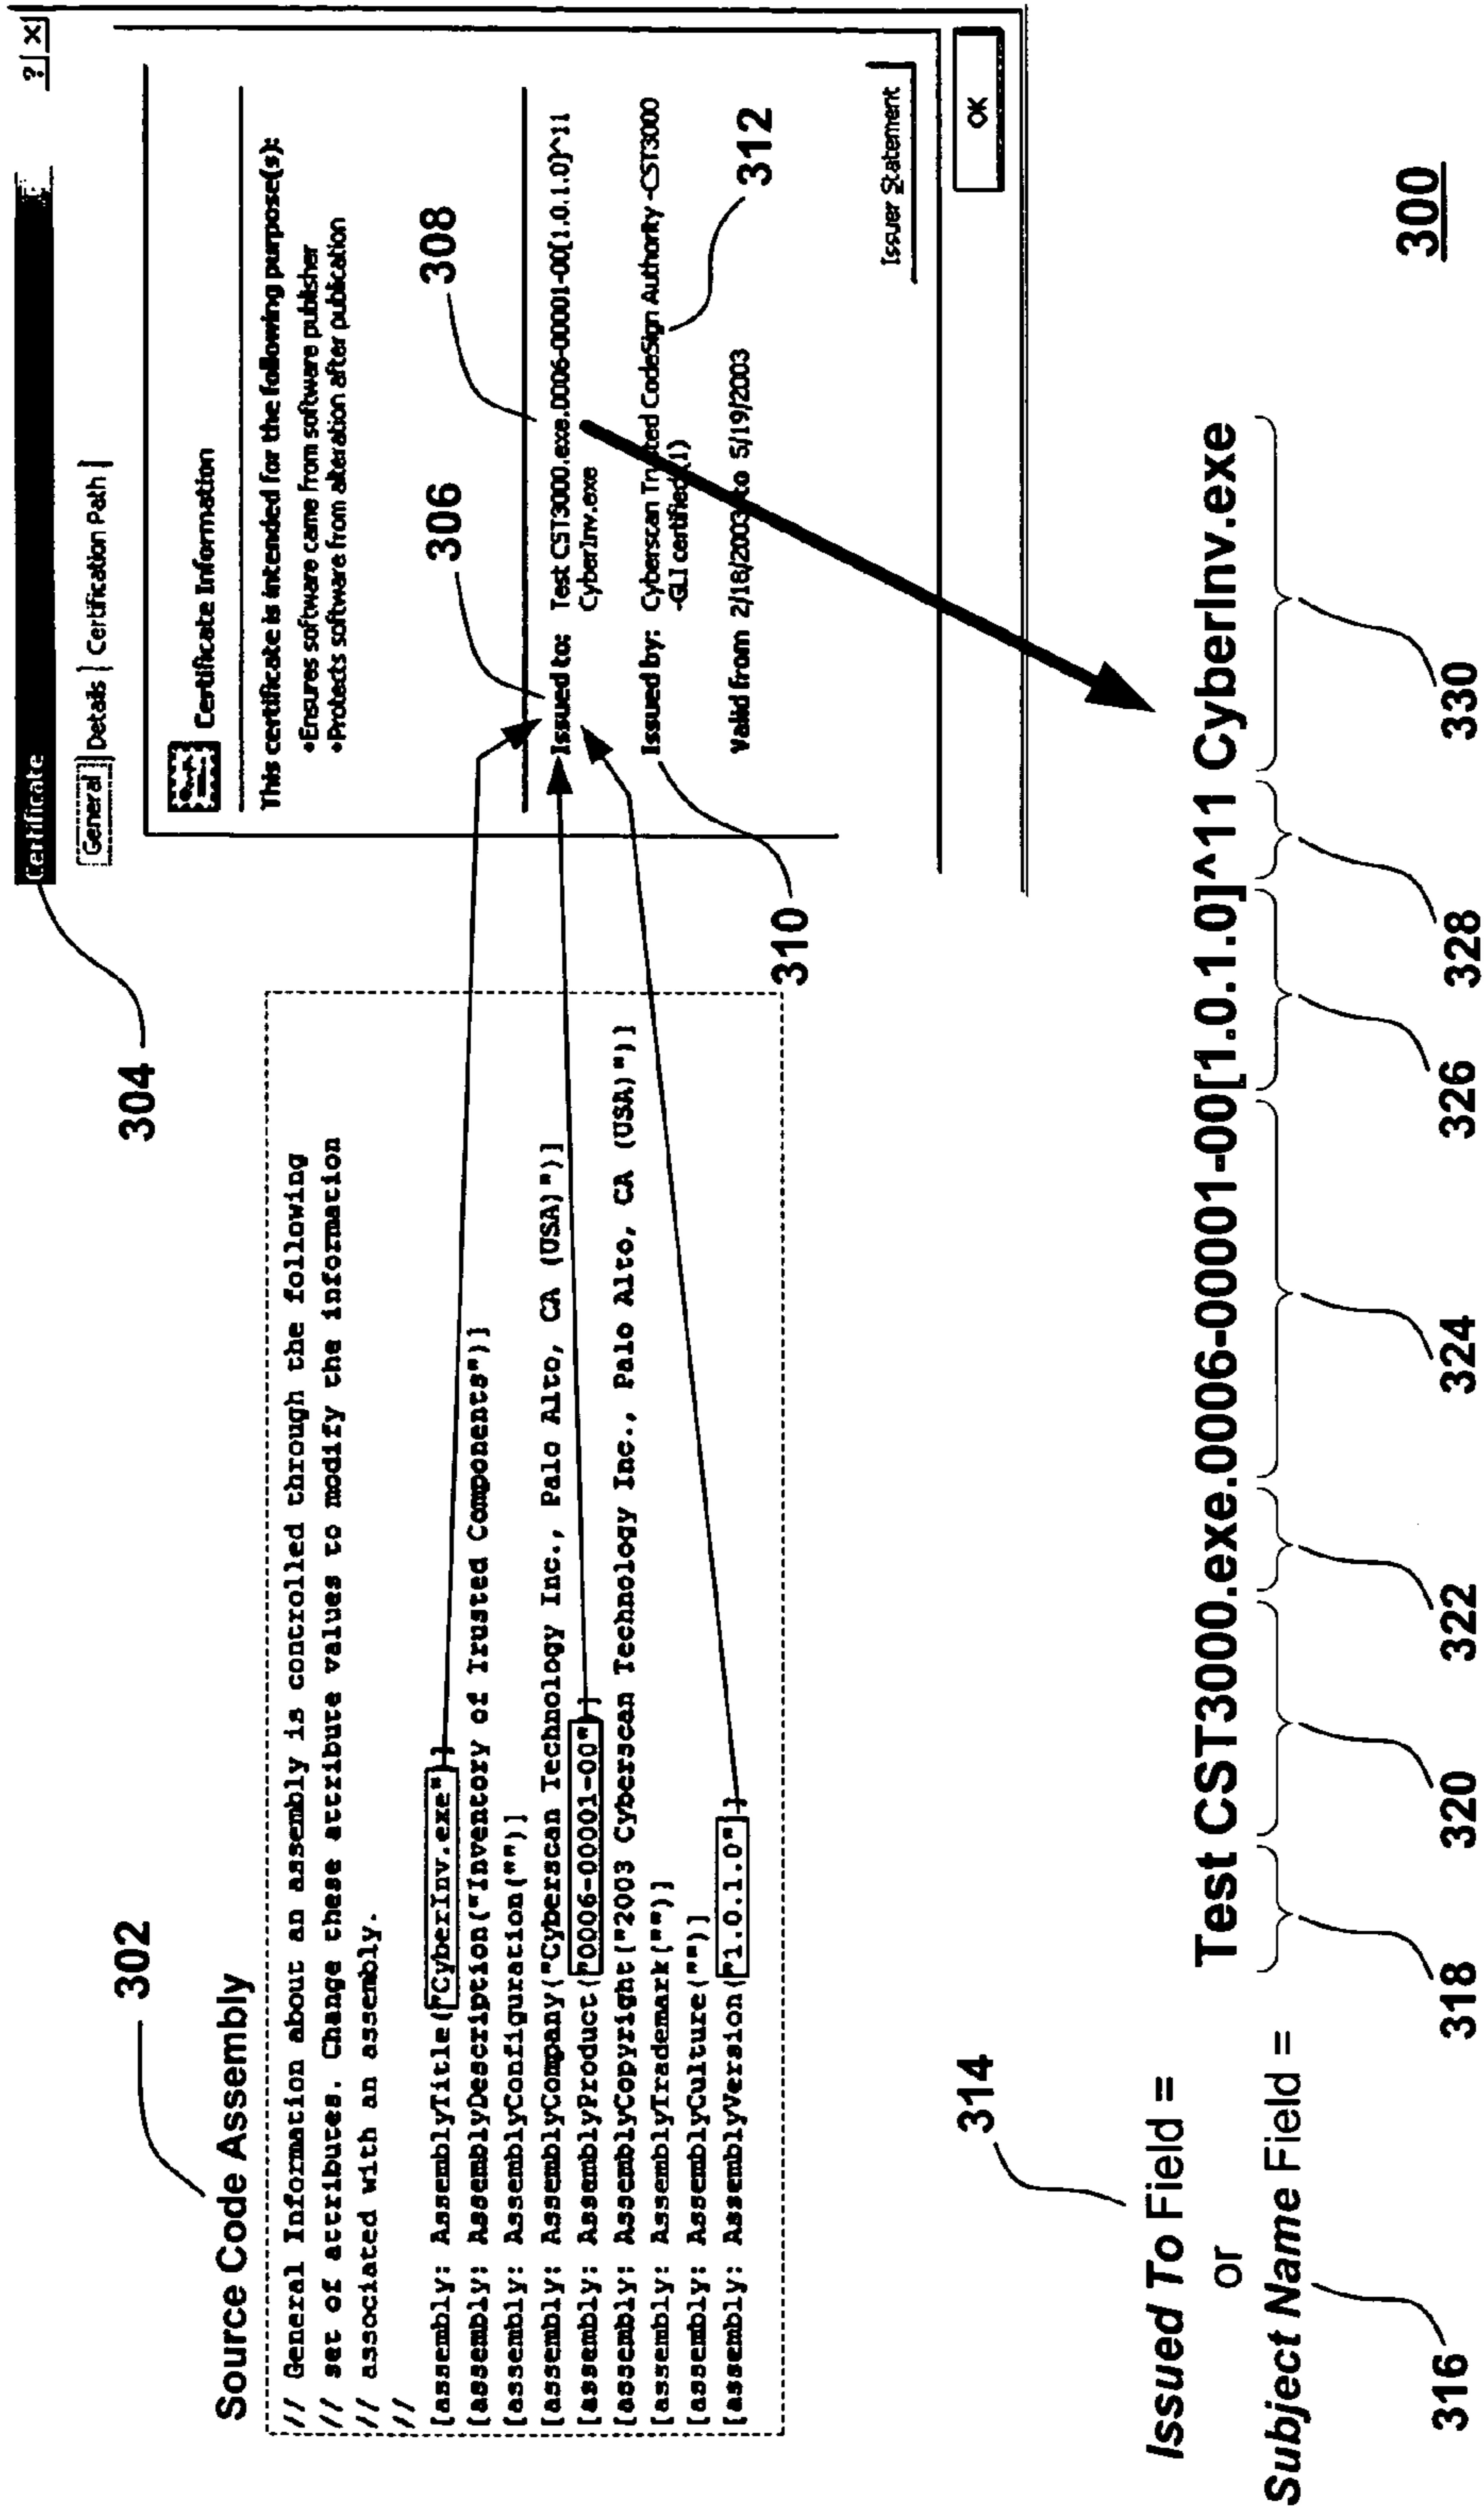 302
Source Code Assembly
// General Information about an assembly is controlled through the following
// set of attributes. Change these attribute values to modify the information
// associated with an assembly.
//
[assembly: AssemblyTitle("CyberInv.exe")]
[assembly: AssemblyDescription("Inventory of Trusted Components")]
[assembly: AssemblyConfiguration("")]
[assembly: AssemblyCompany("Cyberscan Technology Inc., Palo Alto, CA (USA)")]
[assembly: AssemblyProduct("0006-00001-00")]
[assembly: AssemblyCopyright("2003 Cyberscan Technology Inc., Palo Alto, CA (USA)")]
[assembly: AssemblyTrademark("")]
[assembly: AssemblyCulture("")]
[assembly: AssemblyVersion("1.0.1.0")]
304
Certificate
? X
General Details Certification Path
Certificate Information
This certificate is intended for the following purpose(s):
•Ensures software came from software publisher
•Protects software from alteration after publication
306
308
Issued to: Test CST3000.exe.0006-00001-00[1.0.1.0]^11
CyberInv.exe
Issued by: Cyberscan Trusted CodeSign Authority -CST3000
-GLI certified(1)
Valid from 2/18/2003 to 5/19/2003
310
312
Issuer Statement
OK
314
Issued To Field =
or
Subject Name Field =
316
Test CST3000.exe.0006-00001-00[1.0.1.0]^11 CyberInv.exe
318 320 322 324 326 328 330
300